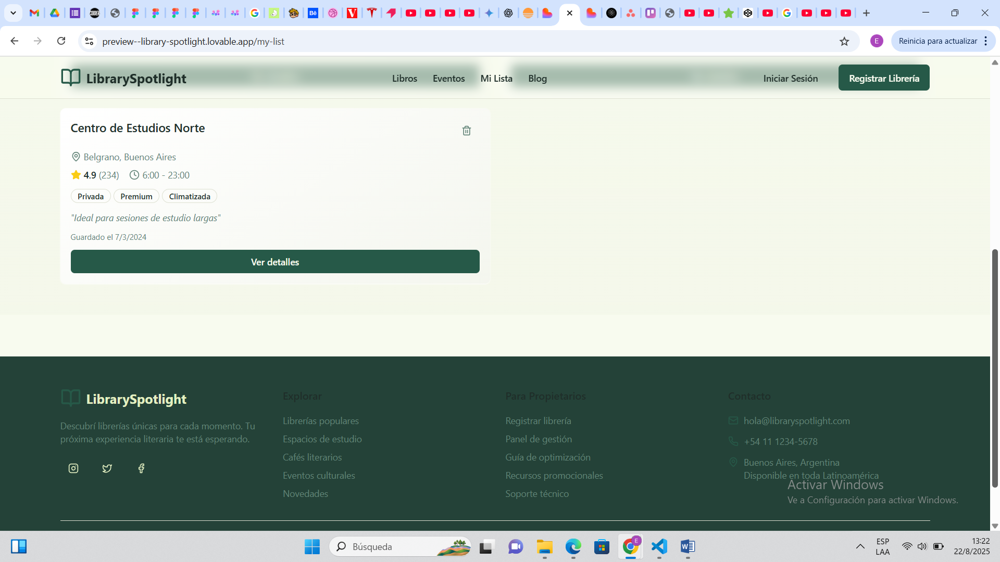 preview--library-spotlight.lovable.app/my-list
E
Reinicia para actualizar
LibrarySpotlight
Libros
Eventos
Mi Lista
Blog
Iniciar Sesión
Registrar Librería
Centro de Estudios Norte
Belgrano, Buenos Aires
4.9 (234) 6:00 - 23:00
Privada Premium Climatizada
"Ideal para sesiones de estudio largas"
Guardado el 7/3/2024
Ver detalles
LibrarySpotlight
Descubrí librerías únicas para cada momento. Tu
próxima experiencia literaria te está esperando.
Explorar
Librerías populares
Espacios de estudio
Cafés literarios
Eventos culturales
Novedades
Para Propietarios
Registrar librería
Panel de gestión
Guía de optimización
Recursos promocionales
Soporte técnico
Contacto
hola@libraryspotlight.com
+54 11 1234-5678
Buenos Aires, Argentina
Disponible en toda Latinoamérica
Activar Windows
Ve a Configuración para activar Windows.
Búsqueda
ESP
LAA
13:22
22/8/2025